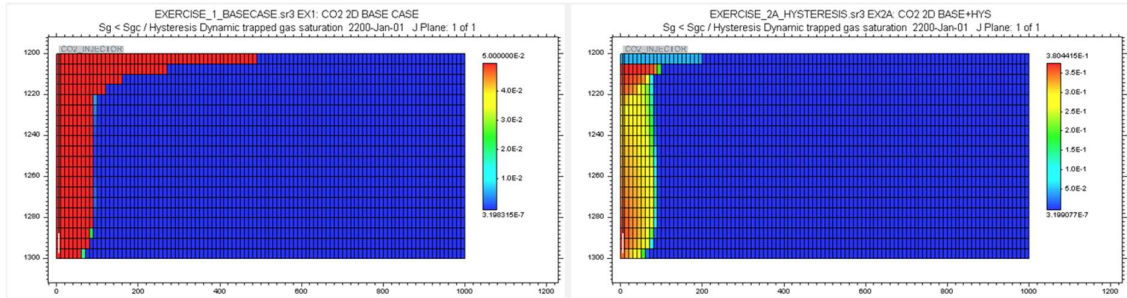 EXERCISE_1_BASECASE.sr3 EX1: CO2 2D BASE CASE
Sg < Sgc / Hysteresis Dynamic trapped gas saturation 2200-Jan-01 J Plane: 1 of 1
CO2_INJECTOR
1200
1220
1240
1260
1280
1300
0 200 400 600 800 1000 1200
5.000000E-2
4.0E-2
3.0E-2
2.0E-2
1.0E-2
3.198315E-7
EXERCISE_2A_HYSTERESIS.sr3 EX2A: CO2 2D BASE+HYS
Sg < Sgc / Hysteresis Dynamic trapped gas saturation 2200-Jan-01 J Plane: 1 of 1
CO2_INJECTOR
1200
1220
1240
1260
1280
1300
0 200 400 600 800 1000 1200
3.804415E-1
3.5E-1
3.0E-1
2.5E-1
2.0E-1
1.5E-1
1.0E-1
5.0E-2
3.199077E-7